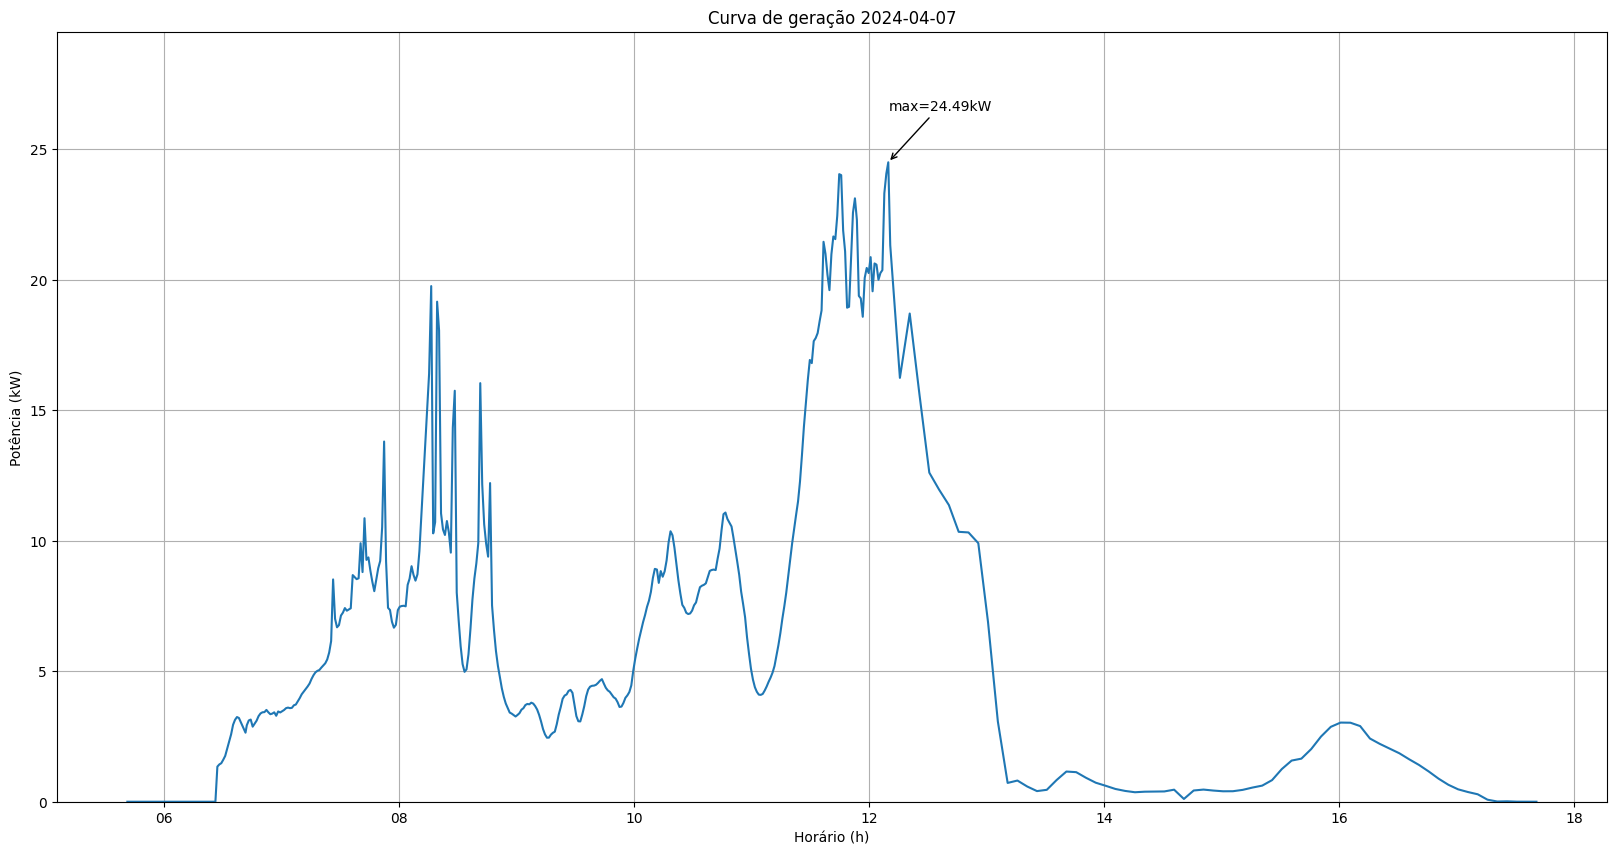 Curva de geração 2024-04-07
max=24.49kW
25
20
15
10
5
0
Potência (kW)
06 08 10 12 14 16 18
Horário (h)